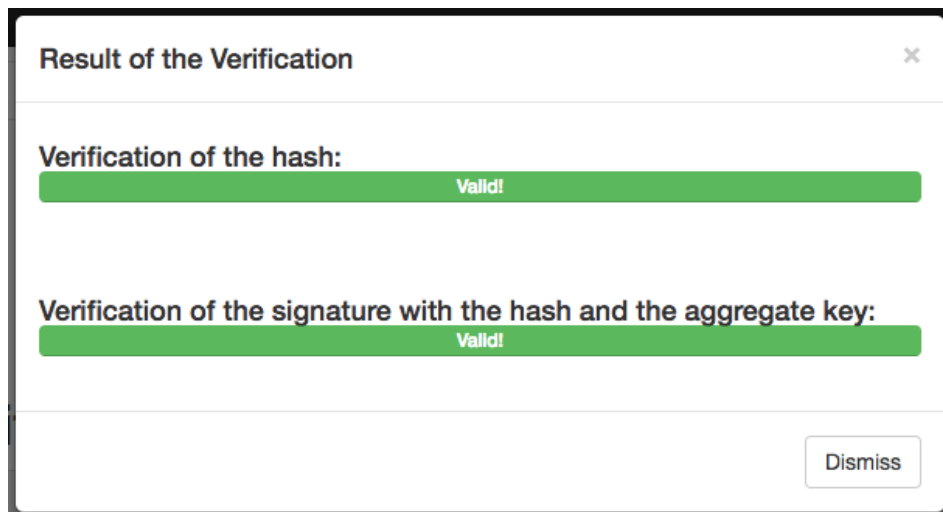 Result of the Verification
×
Verification of the hash:
Valid!
Verification of the signature with the hash and the aggregate key:
Valid!
Dismiss